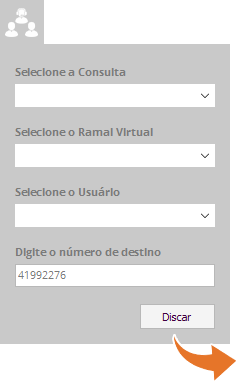 Selecione a Consulta
Selecione o Ramal Virtual
Selecione o Usuário
Digite o número de destino
41992276
Discar